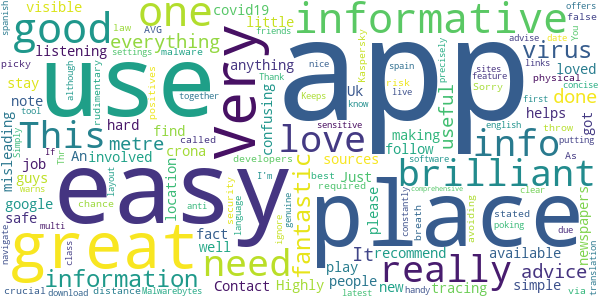 spanish
law
AVG
visible
covid19
one
informative
offers
false
You
good
listening
settings
malware
everything
little
friends
app
virus
date
picky
stay
although
note
rudimentary
positives
together
use
Very
anything
Thank
Keeps
nice
spain
Uk
risk
live
Kaspersky
loved
advise
feature
sites
Sorry
precisely
links
physical
concise
This
hard
find
confusing
love
know
sensitive
english
useful
done
first
throw
tool
Simply
misleading
If
job
An
involved
metre
called
developers
making
follow
info
helps
got
putting
As
guys
crona
Thr
location
I'm
best
Just
sources
required
software
brilliant
google
safe
warns
layout
easy
place
navigate
multi
chance
class
fact
well
anti
language
security
need
ignore
genuine
fantastic
please
It
recommend
constantly
breath
comprehensive
really
avoiding
poking
stated
clear
available
advice
newspapers
due
translation
great
information
Contact
Highly
play
people
latest
new
tracing
handy
simple
via
crucial
download
distance
Malwarebytes